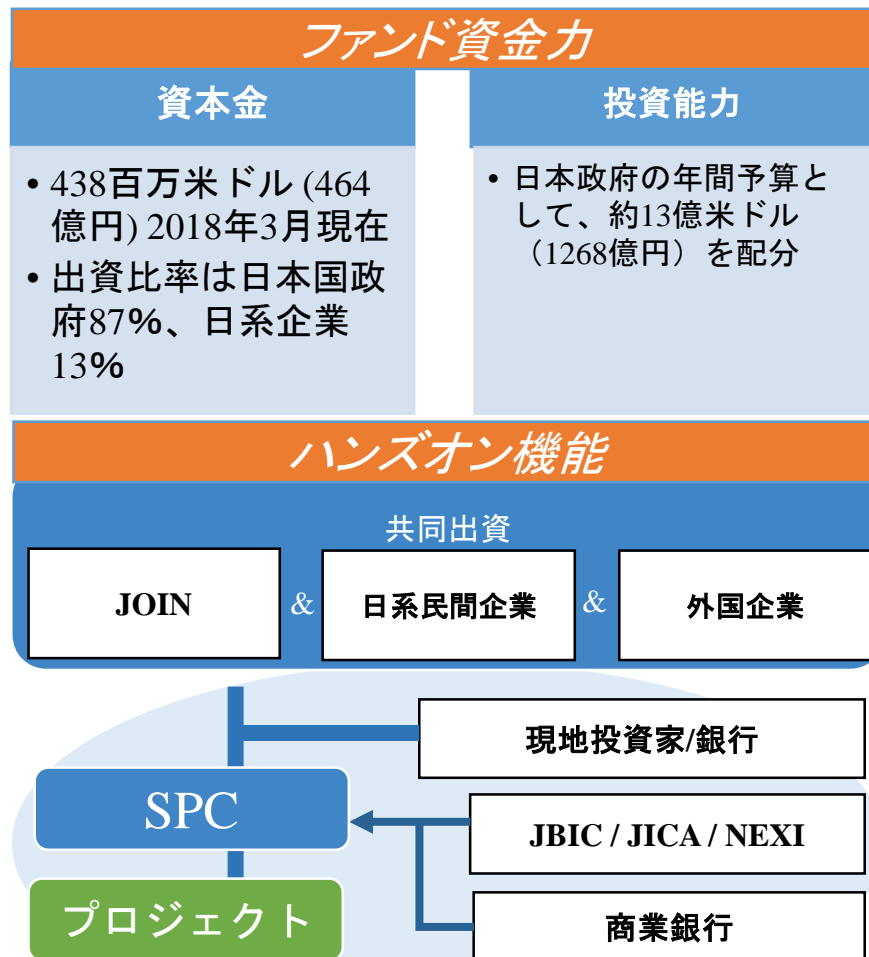 ファンド資金力
資本金
• 438百万米ドル (464
億円) 2018年3月現在
• 出資比率は日本国政
府87%、日系企業
13%
投資能力
• 日本政府の年間予算と
して、約13億米ドル
（1268億円）を配分
ハンズオン機能
共同出資
JOIN & 日系民間企業 & 外国企業
現地投資家/銀行
SPC
JBIC / JICA / NEXI
プロジェクト
商業銀行